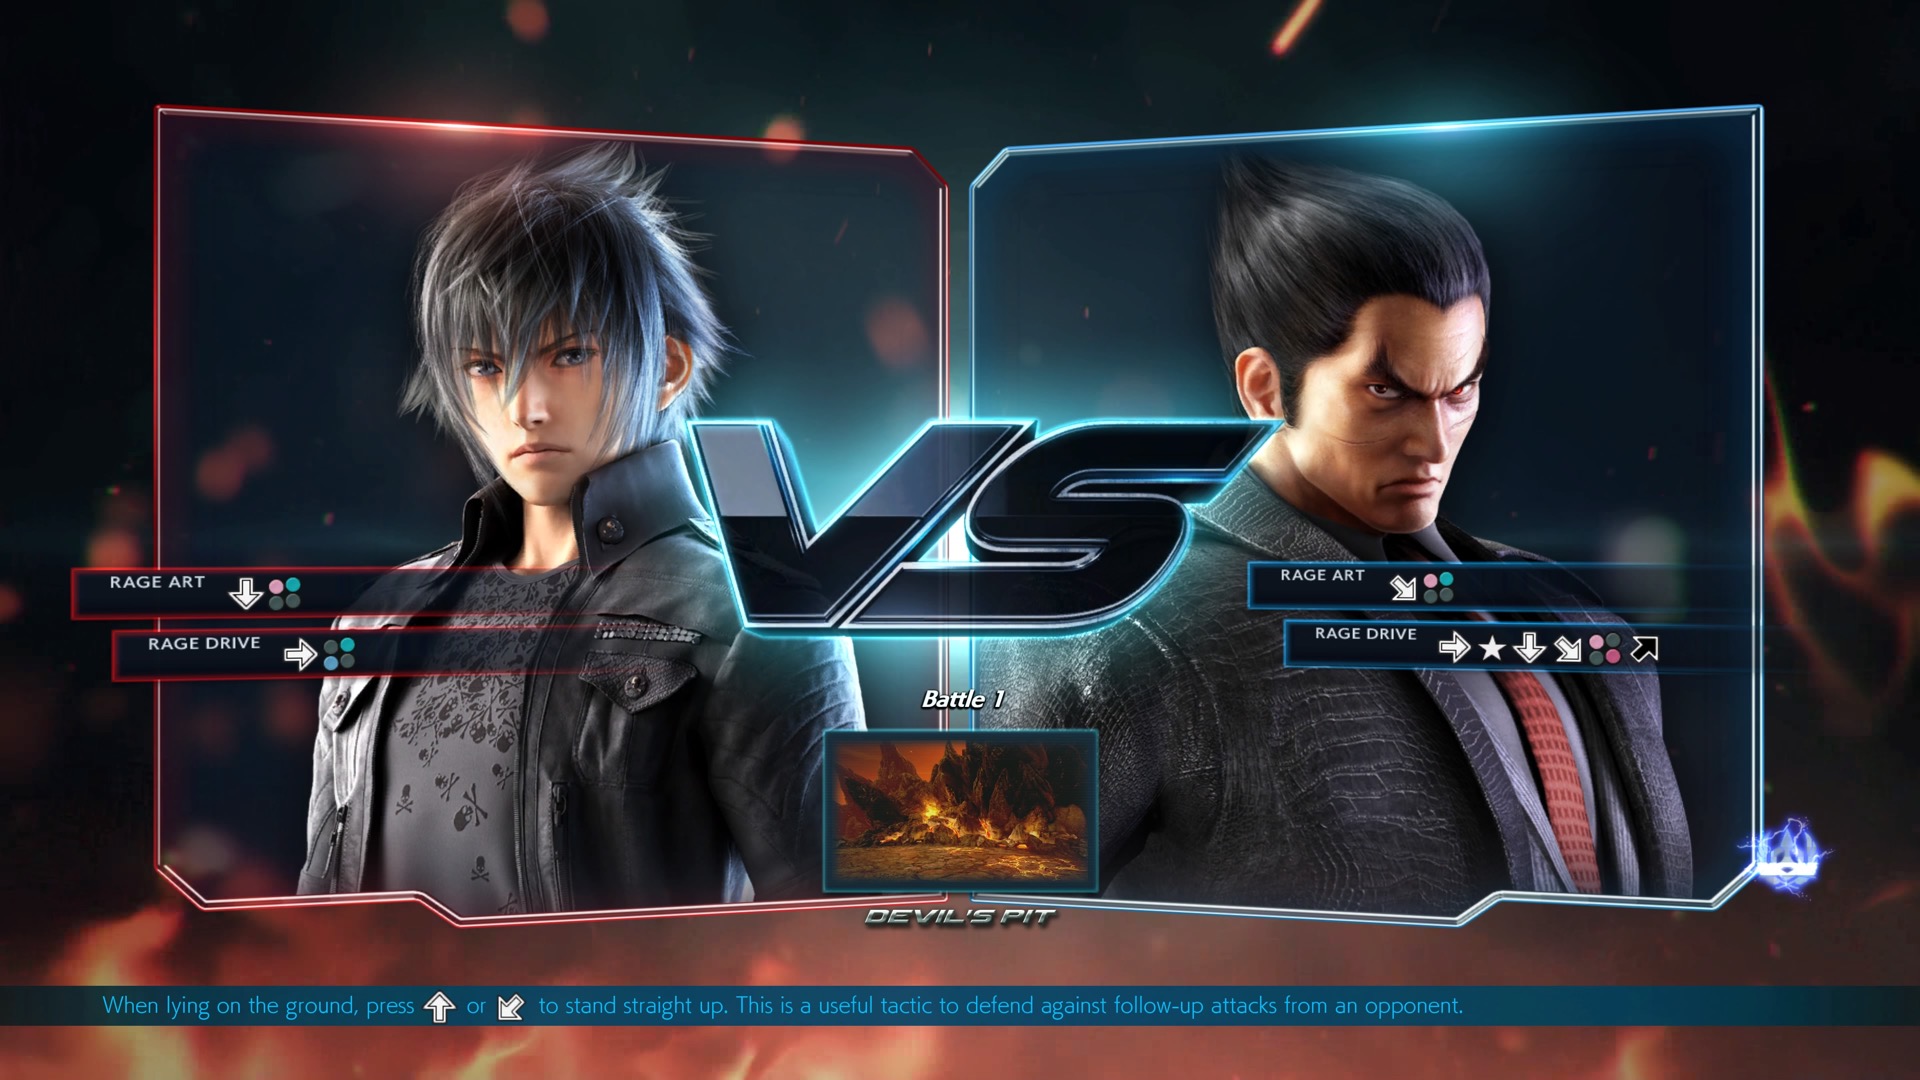 VS
RAGE ART
RAGE DRIVE
RAGE ART
RAGE DRIVE
Battle 1
DEVIL'S PIT
When lying on the ground, press or to stand straight up. This is a useful tactic to defend against follow-up attacks from an opponent.